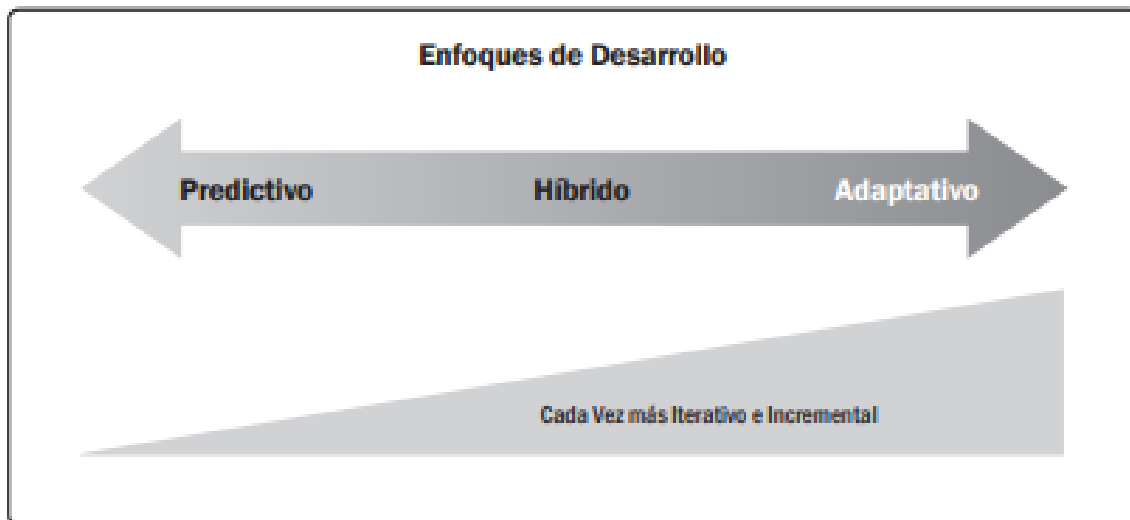 Enfoques de Desarrollo
Predictivo
Híbrido
Adaptativo
Cada Vez más Iterativo e Incremental